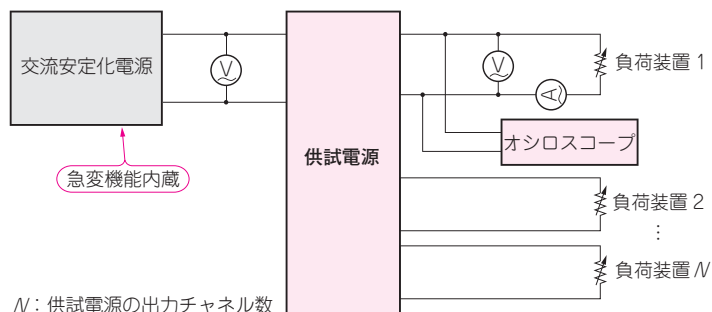 交流安定化電源
V
急変機能内蔵
供試電源
V
A
負荷装置1
オシロスコープ
負荷装置2
…
負荷装置N
N：供試電源の出力チャネル数